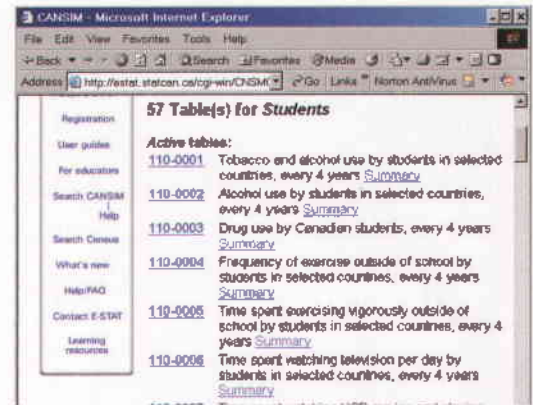 CANSIM - Microsoft Internet Explorer
File Edit View Favorites Tools Help
Back Search Favorites Media
Address http://estat.statcan.ca/cgi-win/CNSMC Go Links Norton AntiVirus
Registration
User guides
For educators
Search CANSIM
Help
Search Census
What's new
Help/FAQ
Contact E-STAT
Learning
resources
57 Table(s) for Students
Active tables:
110-0001 Tobacco and alcohol use by students in selected
countries, every 4 years Summary
110-0002 Alcohol use by students in selected countries,
every 4 years Summary
110-0003 Drug use by Canadian students, every 4 years
Summary
110-0004 Frequency of exercise outside of school by
students in selected countries, every 4 years
Summary
110-0005 Time spent exercising vigorously outside of
school by students in selected countries, every 4
years Summary
110-0006 Time spent watching television per day by
students in selected countries, every 4 years
Summary